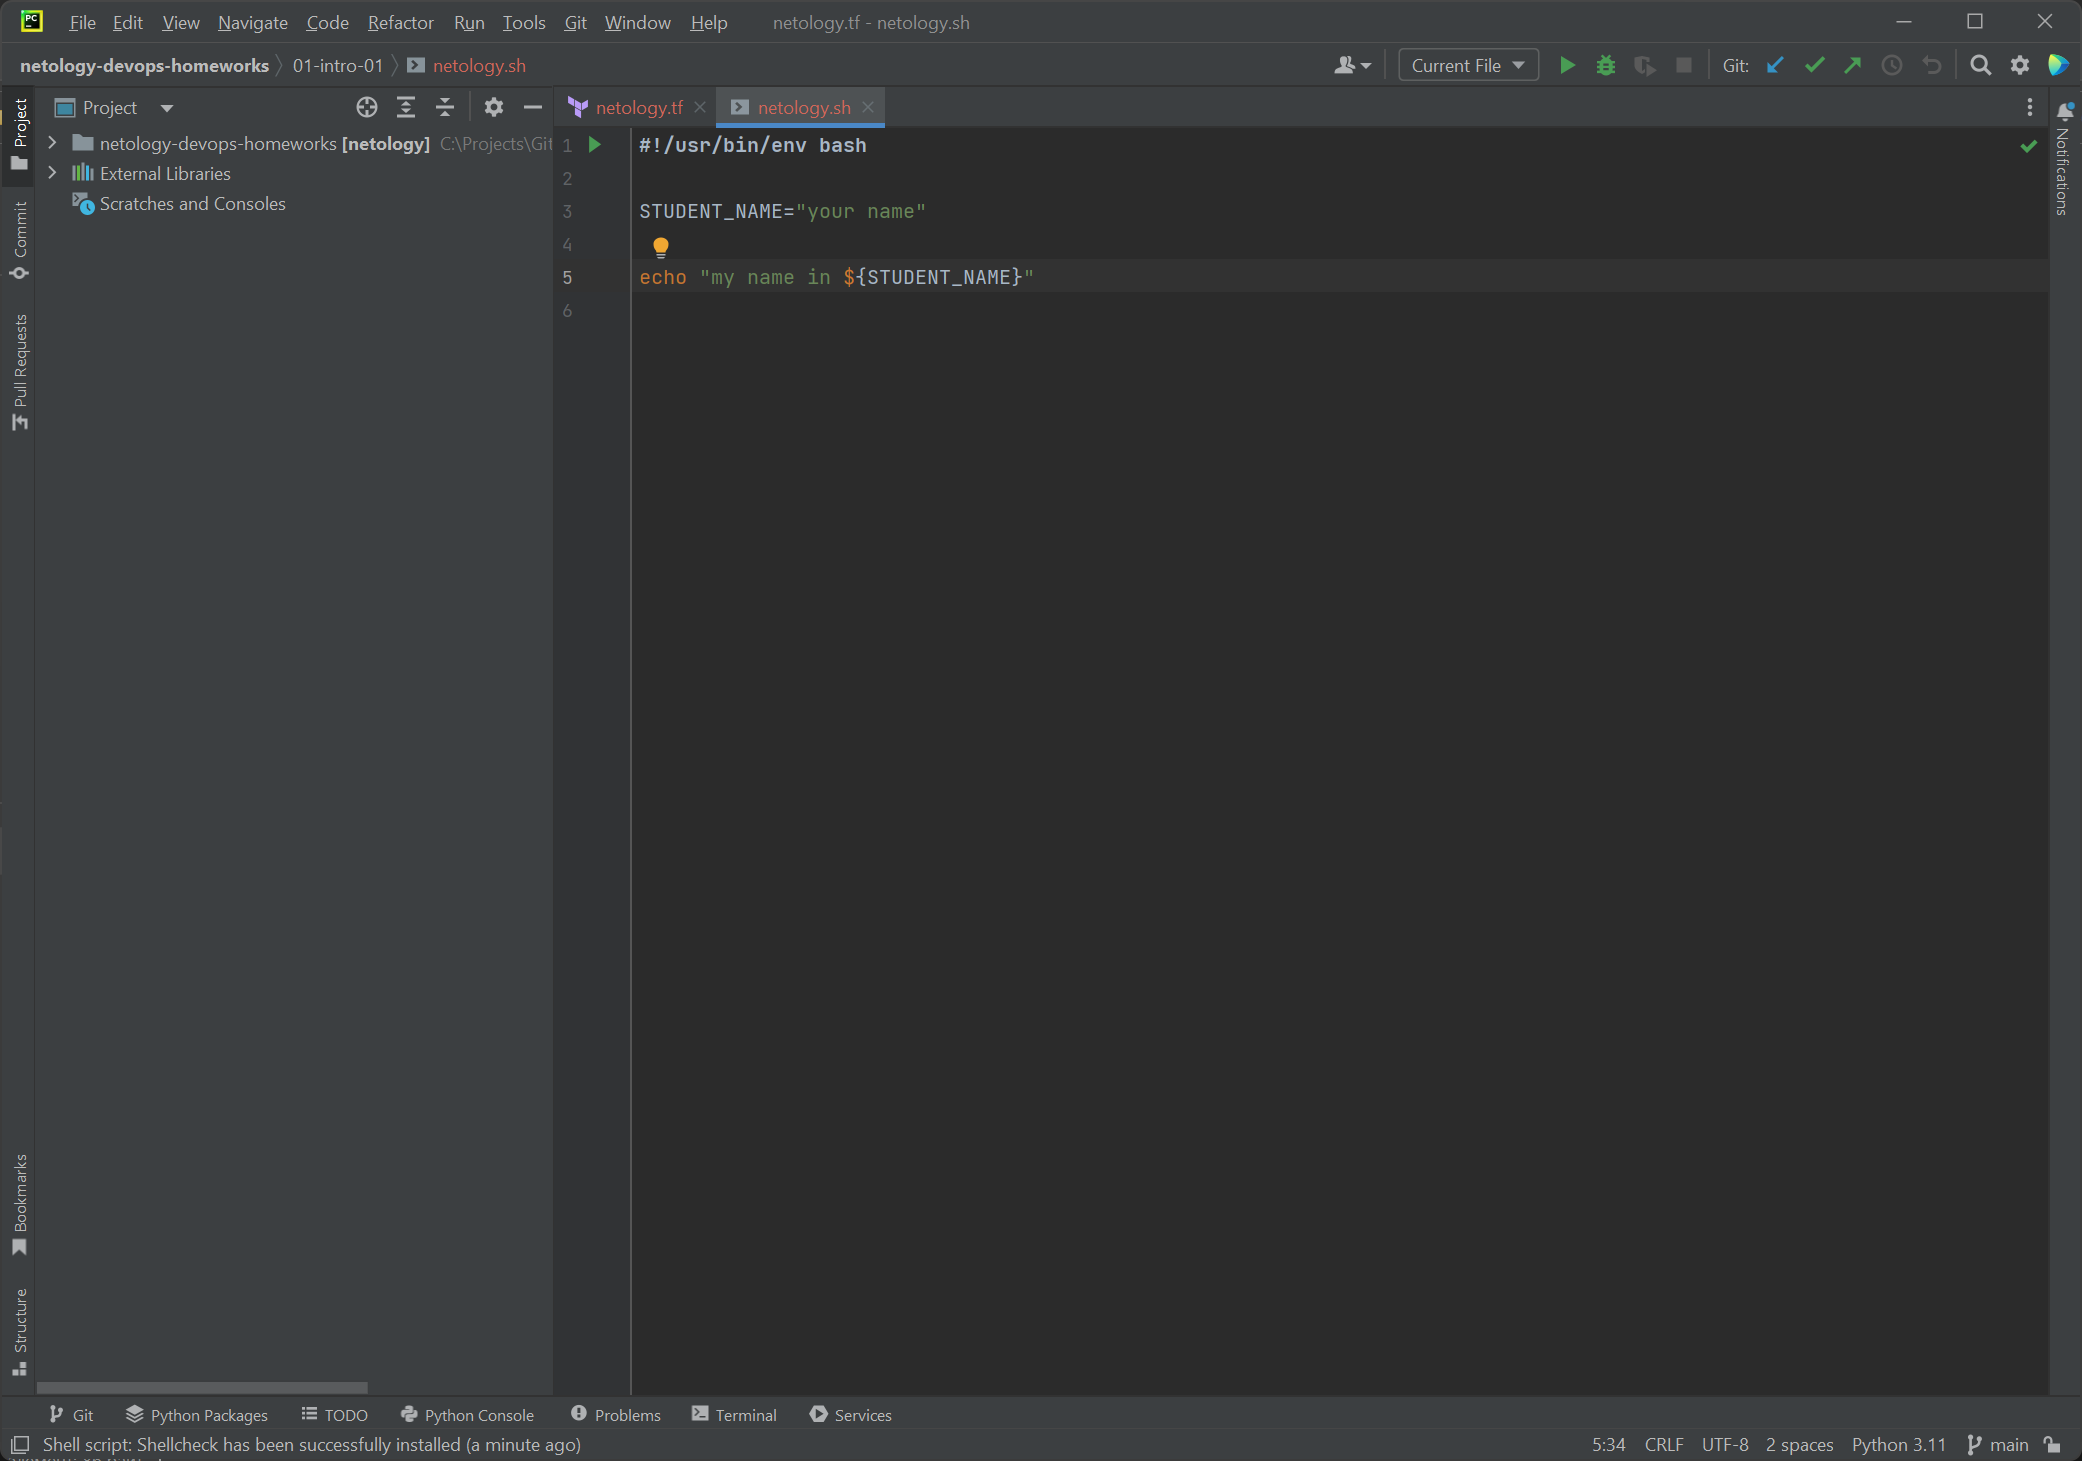 PC
File Edit View Navigate Code Refactor Run Tools Git Window Help netology.tf - netology.sh
netology-devops-homeworks 01-intro-01 netology.sh
Current File
Git:
Project
netology.tf
netology.sh
netology-devops-homeworks [netology] C:\Projects\Git
External Libraries
Scratches and Consoles
1 #!/usr/bin/env bash
2
3 STUDENT_NAME="your name"
4
5 echo "my name in ${STUDENT_NAME}"
6
Project
Commit
Pull Requests
Bookmarks
Structure
Notifications
Git Python Packages TODO Python Console Problems Terminal Services
Shell script: Shellcheck has been successfully installed (a minute ago)
5:34 CRLF UTF-8 2 spaces Python 3.11 main